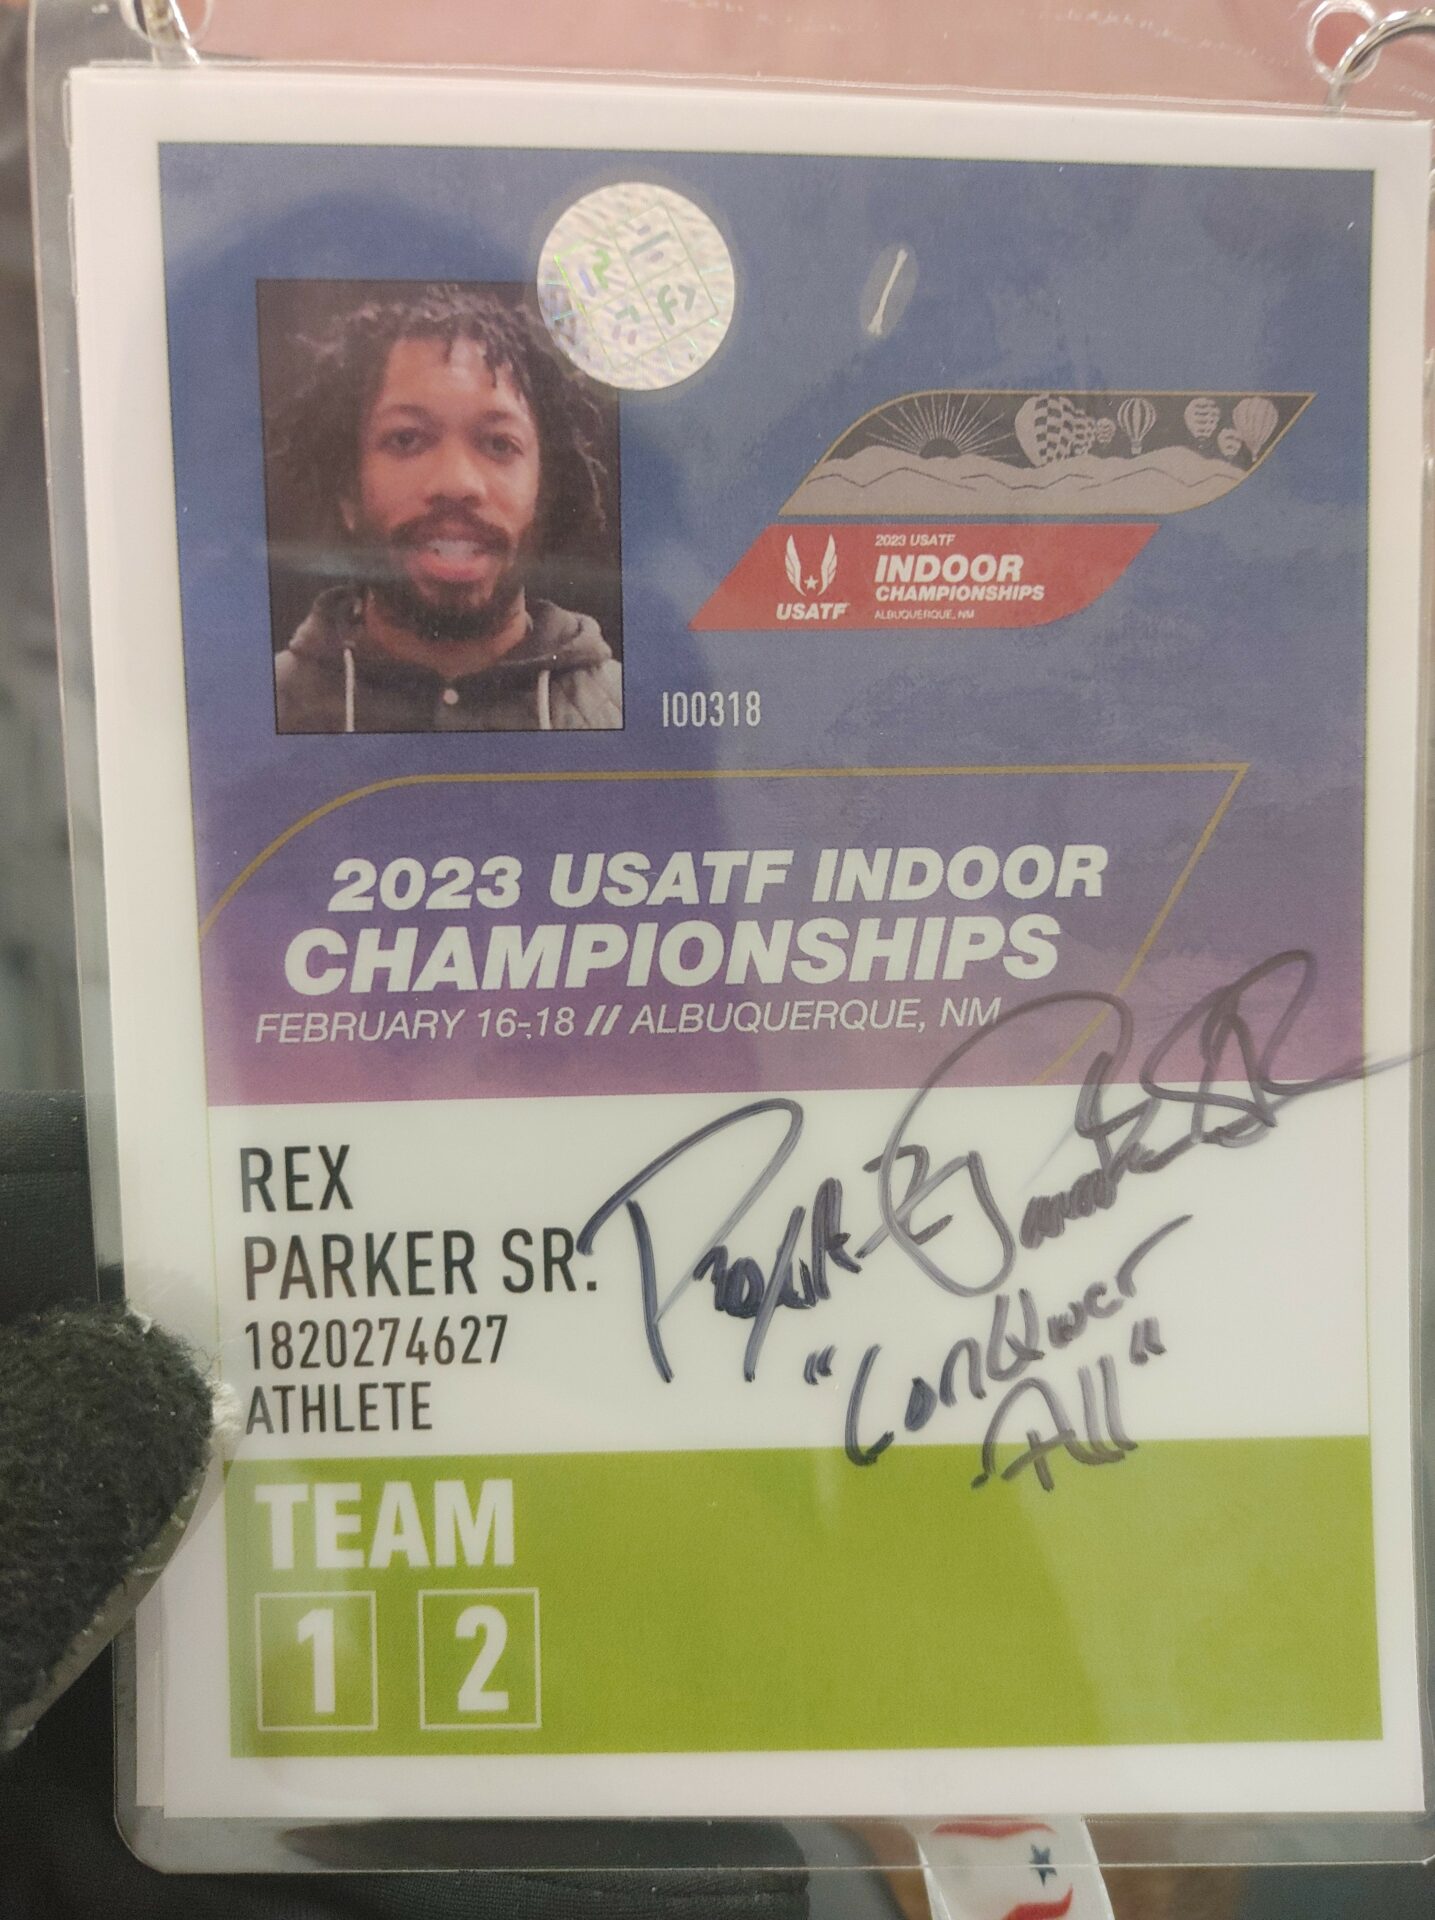 2023 USATF
INDOOR
CHAMPIONSHIPS
USATF
ALBUQUERQUE, NM
I00318
2023 USATF INDOOR
CHAMPIONSHIPS
FEBRUARY 16-18 // ALBUQUERQUE, NM
REX
PARKER SR.
1820274627
ATHLETE
"Conquer
All"
TEAM
1 2